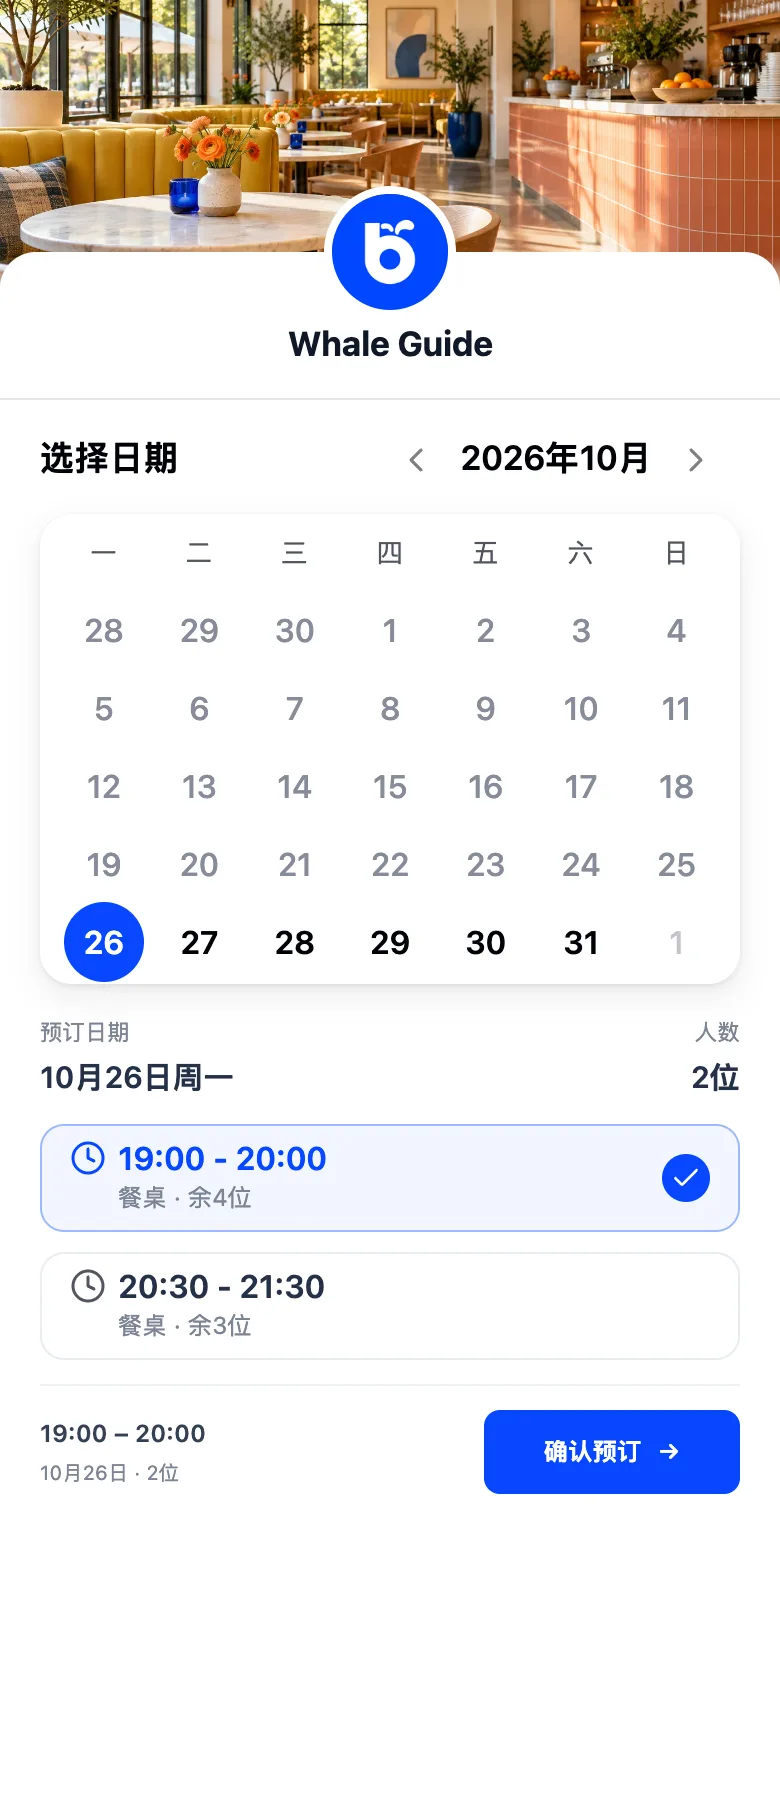 Whale Guide
选择日期
2026年10月
一 二 三 四 五 六 日
28 29 30 1 2 3 4
5 6 7 8 9 10 11
12 13 14 15 16 17 18
19 20 21 22 23 24 25
26 27 28 29 30 31 1
预订日期 人数
10月26日周一 2位
19:00 - 20:00
餐桌 · 余4位
20:30 - 21:30
餐桌 · 余3位
19:00 – 20:00
10月26日 · 2位
确认预订 →